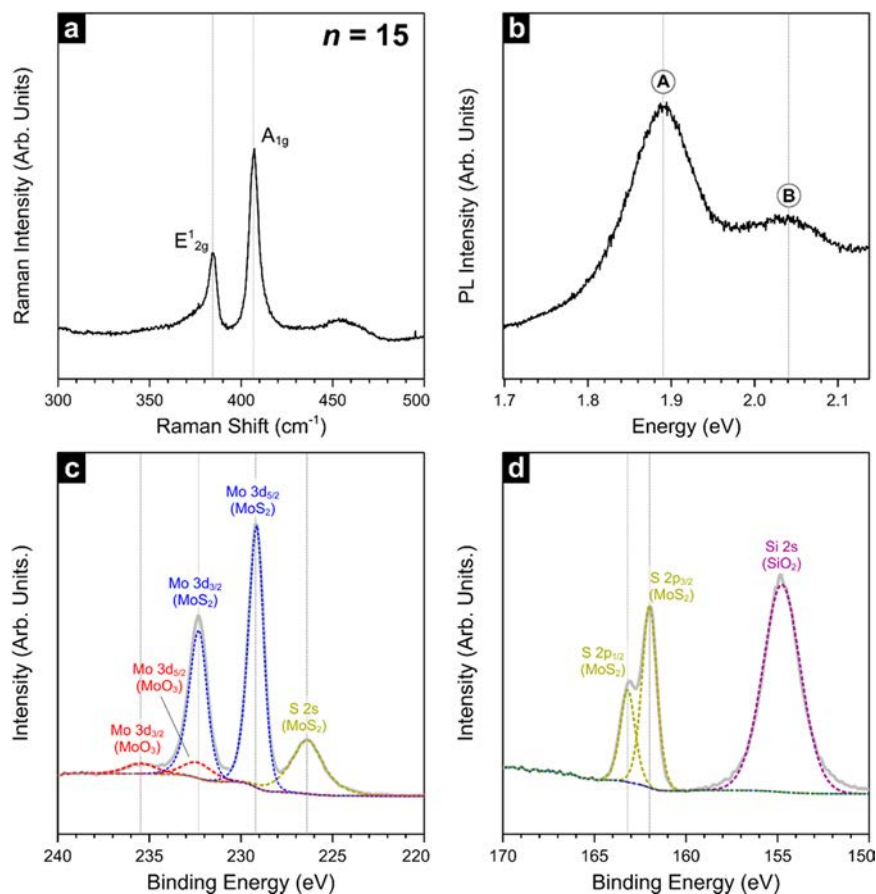 a
n = 15
Raman Intensity (Arb. Units)
E¹₂g
A₁g
300 350 400 450 500
Raman Shift (cm⁻¹)
b
PL Intensity (Arb. Units)
A
B
1.7 1.8 1.9 2.0 2.1
Energy (eV)
c
Intensity (Arb. Units.)
Mo 3d₅/₂
(MoS₂)
Mo 3d₃/₂
(MoS₂)
Mo 3d₅/₂
(MoO₃)
Mo 3d₃/₂
(MoO₃)
S 2s
(MoS₂)
240 235 230 229 225 220
Binding Energy (eV)
d
Intensity (Arb. Units.)
S 2p₃/₂
(MoS₂)
S 2p₁/₂
(MoS₂)
Si 2s
(SiO₂)
170 165 160 155 150
Binding Energy (eV)